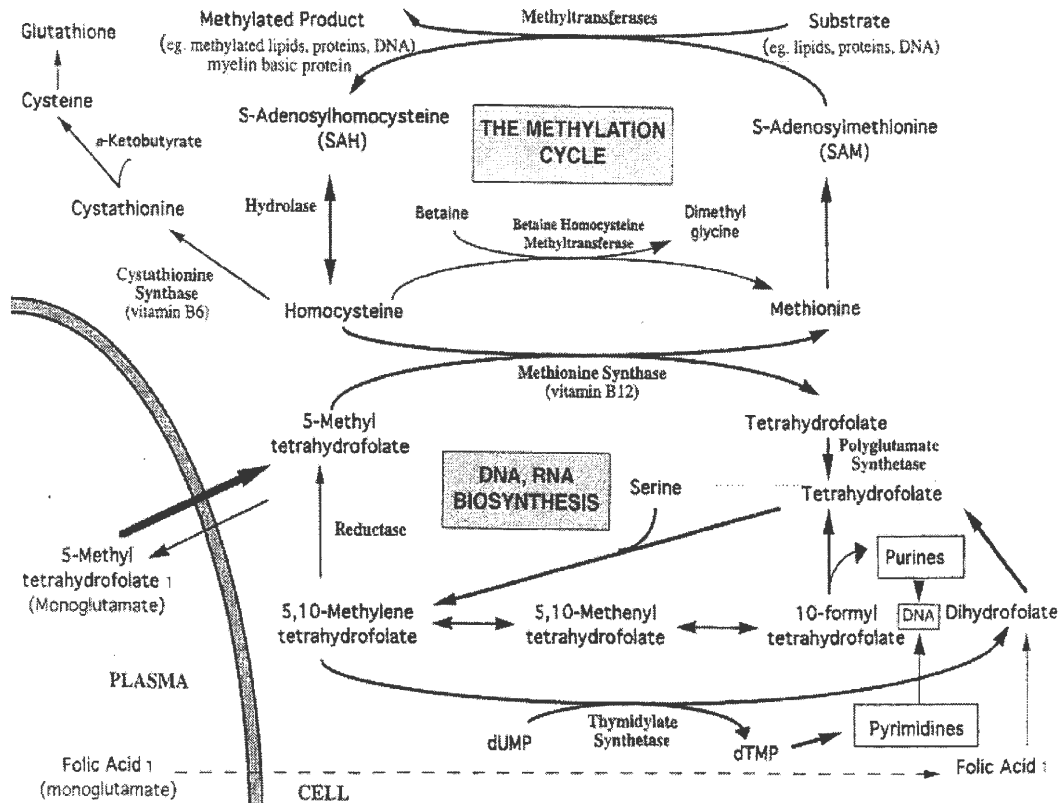 Methylated Product
(eg. methylated lipids, proteins, DNA)
myelin basic protein
Methyltransferases
Substrate
(eg. lipids, proteins, DNA)
Glutathione
Cysteine
a-Ketobutyrate
Cystathionine
S-Adenosylhomocysteine
(SAH)
THE METHYLATION
CYCLE
S-Adenosylmethionine
(SAM)
Hydrolase
Betaine
Betaine Homocysteine
Methyltransferase
Dimethyl
glycine
Cystathionine
Synthase
(vitamin B6)
Homocysteine
Methionine
Methionine Synthase
(vitamin B12)
5-Methyl
tetrahydrofolate
Tetrahydrofolate
Polyglutamate
Synthetase
DNA, RNA
BIOSYNTHESIS
Serine
Tetrahydrofolate
Reductase
5-Methyl
tetrahydrofolate 1
(Monoglutamate)
Purines
5,10-Methylene
tetrahydrofolate
5,10-Methenyl
tetrahydrofolate
10-formyl
tetrahydrofolate
DNA
Dihydrofolate
PLASMA
dUMP
Thymidylate
Synthetase
dTMP
Pyrimidines
Folic Acid 1
(monoglutamate)
CELL
Folic Acid 1